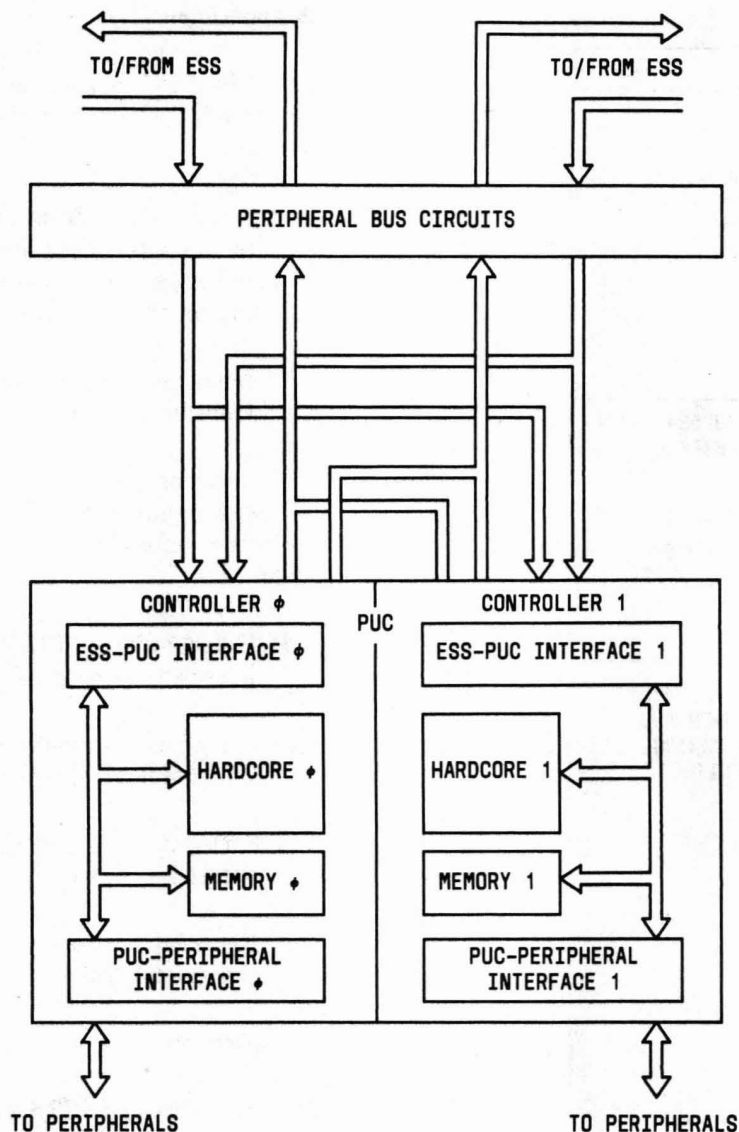 TO/FROM ESS
TO/FROM ESS
PERIPHERAL BUS CIRCUITS
CONTROLLER φ
PUC
CONTROLLER 1
ESS-PUC INTERFACE φ
ESS-PUC INTERFACE 1
HARDCORE φ
HARDCORE 1
MEMORY φ
MEMORY 1
PUC-PERIPHERAL
INTERFACE φ
PUC-PERIPHERAL
INTERFACE 1
TO PERIPHERALS
TO PERIPHERALS